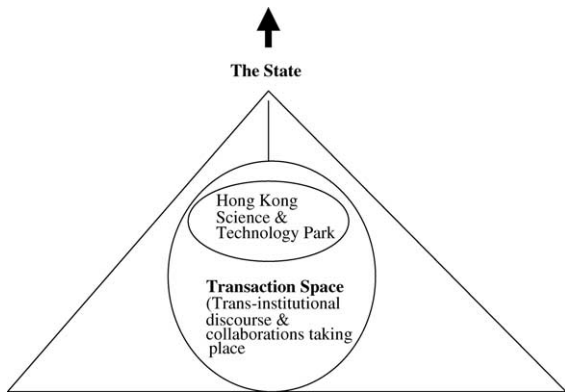 The State
Hong Kong
Science &
Technology Park
Transaction Space
(Trans-institutional
discourse &
collaborations taking
place